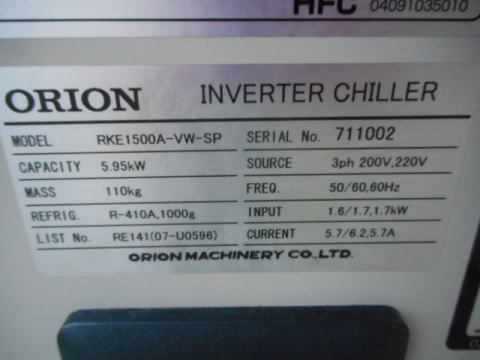 HFC 04091035010
ORION INVERTER CHILLER
MODEL RKE1500A-VW-SP SERIAL No. 711002
CAPACITY 5.95kW SOURCE 3ph 200V,220V
MASS 110kg FREQ. 50/60,60Hz
REFRIG. R-410A,1000g INPUT 1.6/1.7,1.7kW
LIST No. RE141(07-U0596) CURRENT 5.7/6.2,5.7A
ORION MACHINERY CO.,LTD.